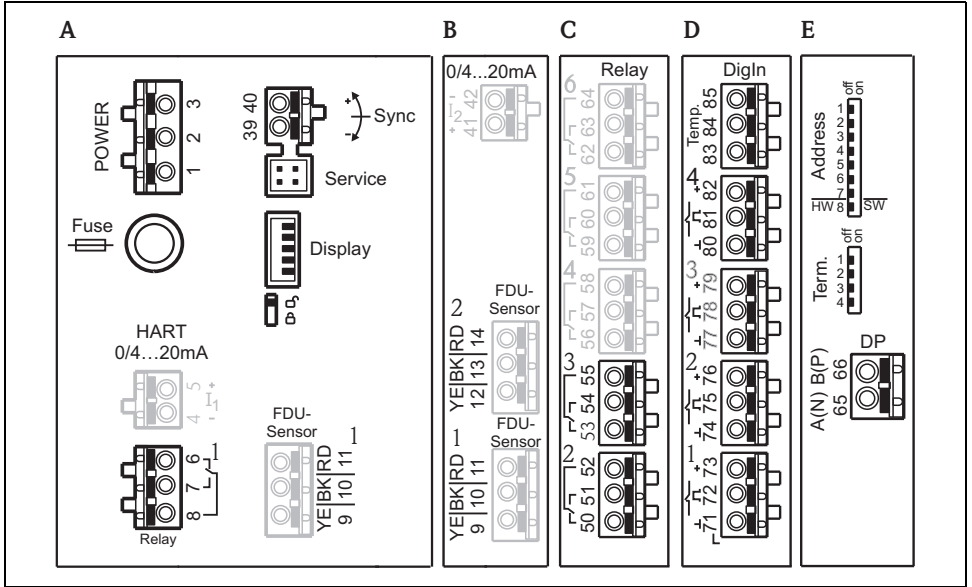 A
POWER
1 2 3
39 40
+
-
Sync
Service
Fuse
Display
HART
0/4...20mA
4 5
- I1 +
6 7 8
1
Relay
FDU-
Sensor
1
YE|BK|RD
9 |10| 11
B
0/4...20mA
- I2 +
41 42
2
FDU-
Sensor
YE|BK|RD
12|13|14
1
FDU-
Sensor
YE|BK|RD
9 |10| 11
C
Relay
6
62 63 64
5
59 60 61
4
56 57 58
3
53 54 55
2
50 51 52
D
DigIn
Temp.
83 84 85
4
+
80 81 82
3
+
77 78 79
2
+
74 75 76
1
+
71 72 73
E
off
on
Address
1
2
3
4
5
6
7
HW 8 SW
off
on
Term.
1
2
3
4
DP
A(N) B(P)
65 66